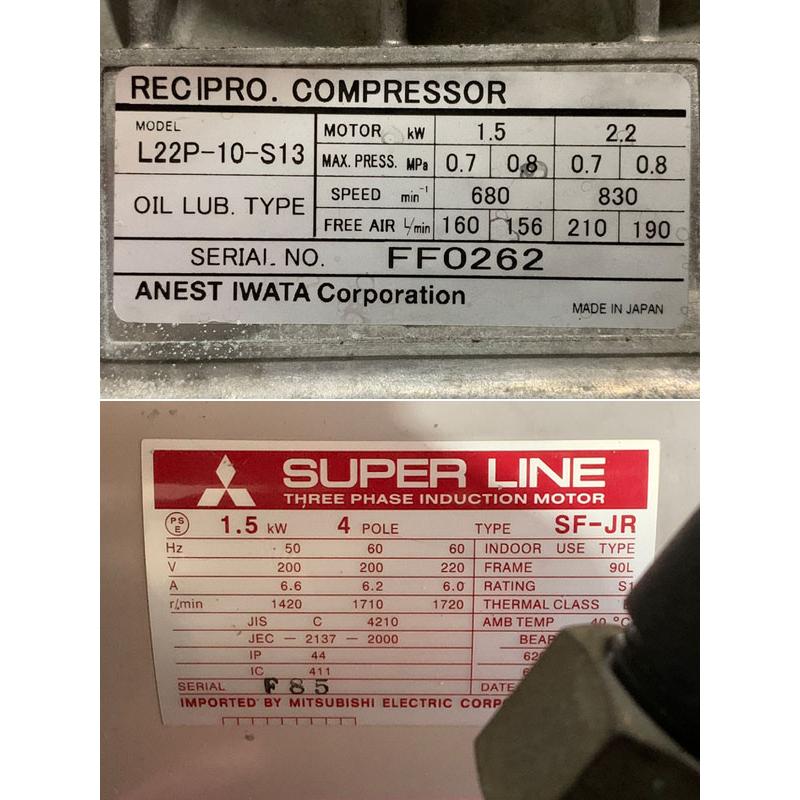 RECIPRO. COMPRESSOR
MODEL
L22P-10-S13
OIL LUB. TYPE
MOTOR kW 1.5 2.2
MAX. PRESS. MPa 0.7 0.8 0.7 0.8
SPEED min⁻¹ 680 830
FREE AIR L/min 160 156 210 190
SERIAL NO. FF0262
ANEST IWATA Corporation
MADE IN JAPAN
SUPER LINE
THREE PHASE INDUCTION MOTOR
PS E 1.5 kW 4 POLE TYPE SF-JR
Hz 50 60 60 INDOOR USE TYPE
V 200 200 220 FRAME 90L
A 6.6 6.2 6.0 RATING S1
r/min 1420 1710 1720 THERMAL CLASS
JIS C 4210 AMB TEMP 40 °C
JEC - 2137 - 2000
IP 44
IC 411
SERIAL F85 DATE
IMPORTED BY MITSUBISHI ELECTRIC